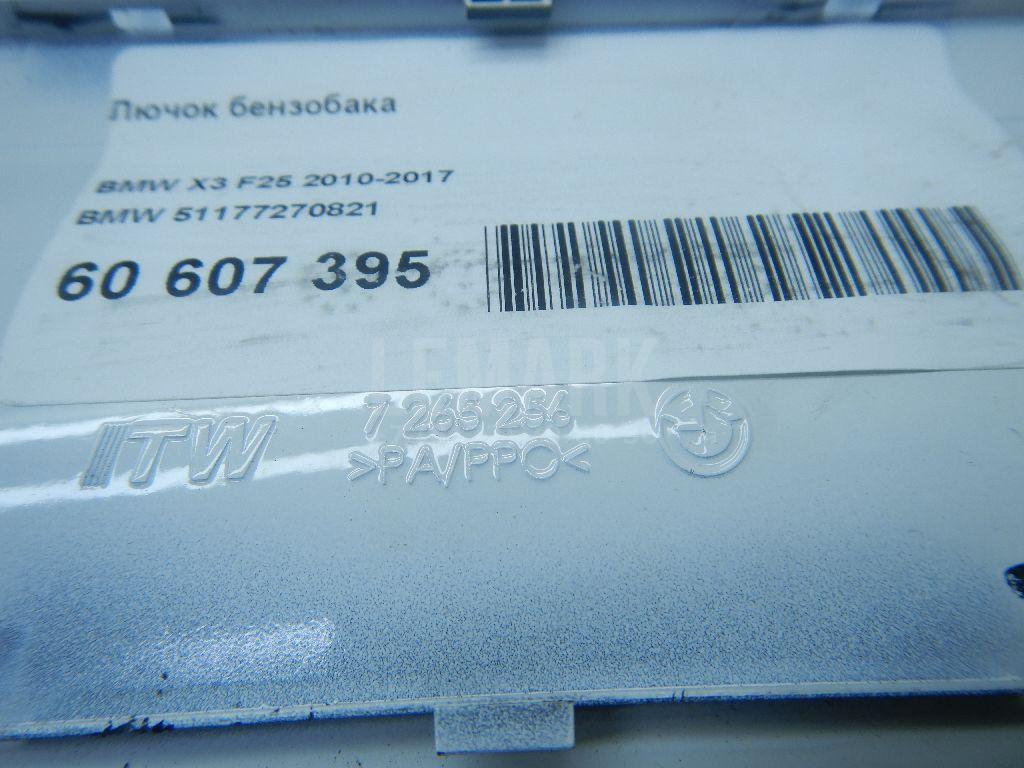 Лючок бензобака
BMW X3 F25 2010-2017
BMW 51177270821
60 607 395
LEMARK
ITW
7 265 256
>PA/PPO<